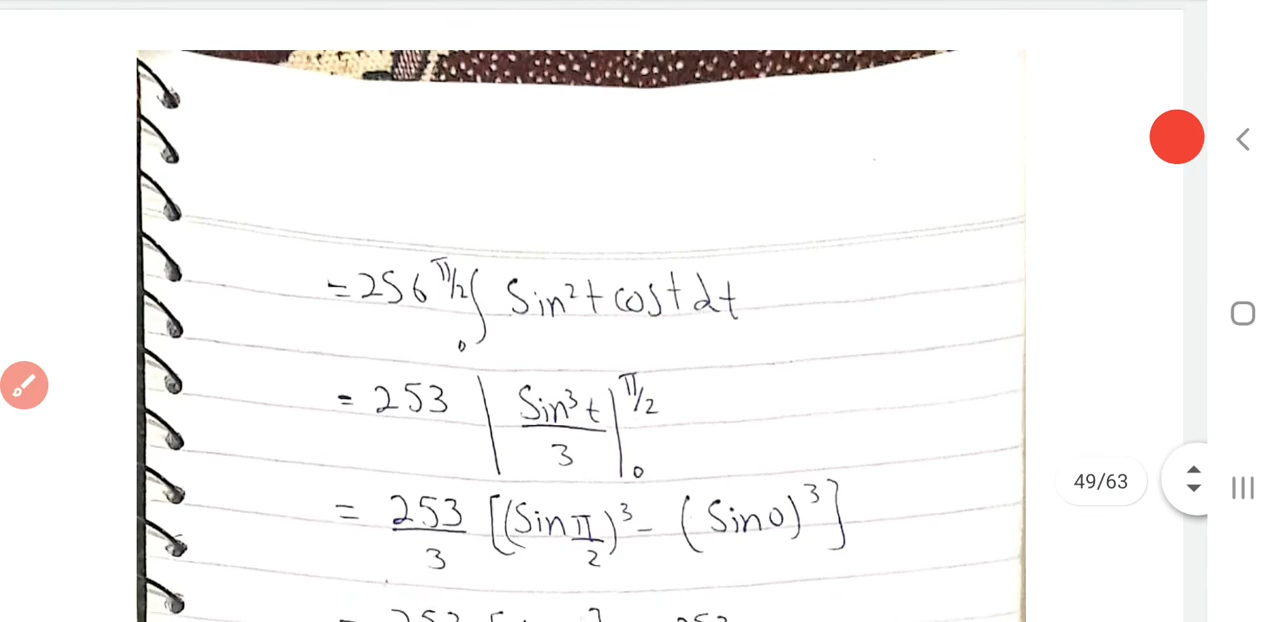 = 256 π/2∫0 Sin²t cost dt
= 253 | Sin³t / 3 |0 π/2
49/63
= 253/3 [(Sin π/2)³ - (Sin0)³]